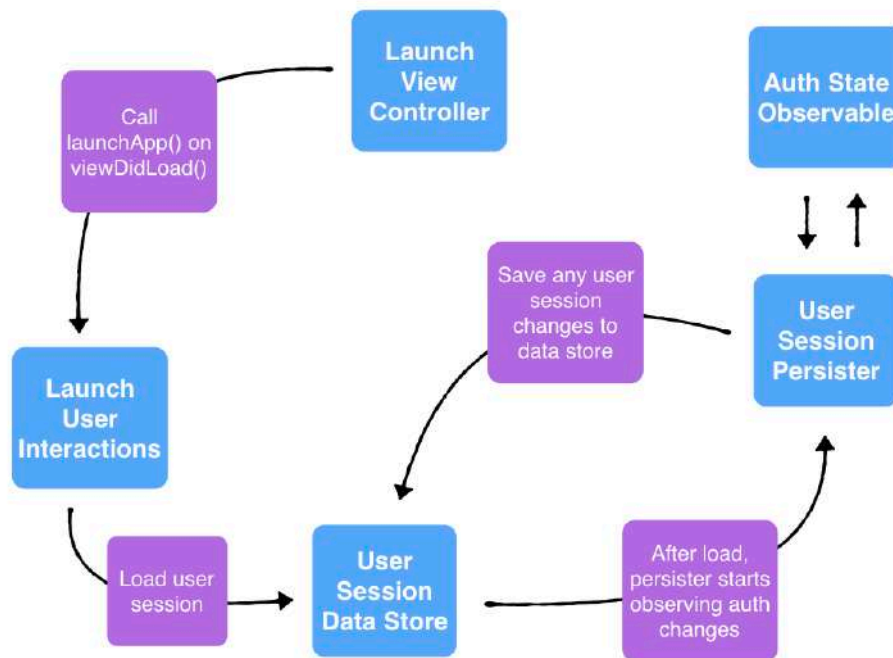 Launch
View
Controller
Auth State
Observable
Call
launchApp() on
viewDidLoad()
Save any user
session
changes to
data store
User
Session
Persister
Launch
User
Interactions
Load user
session
User
Session
Data Store
After load,
persister starts
observing auth
changes